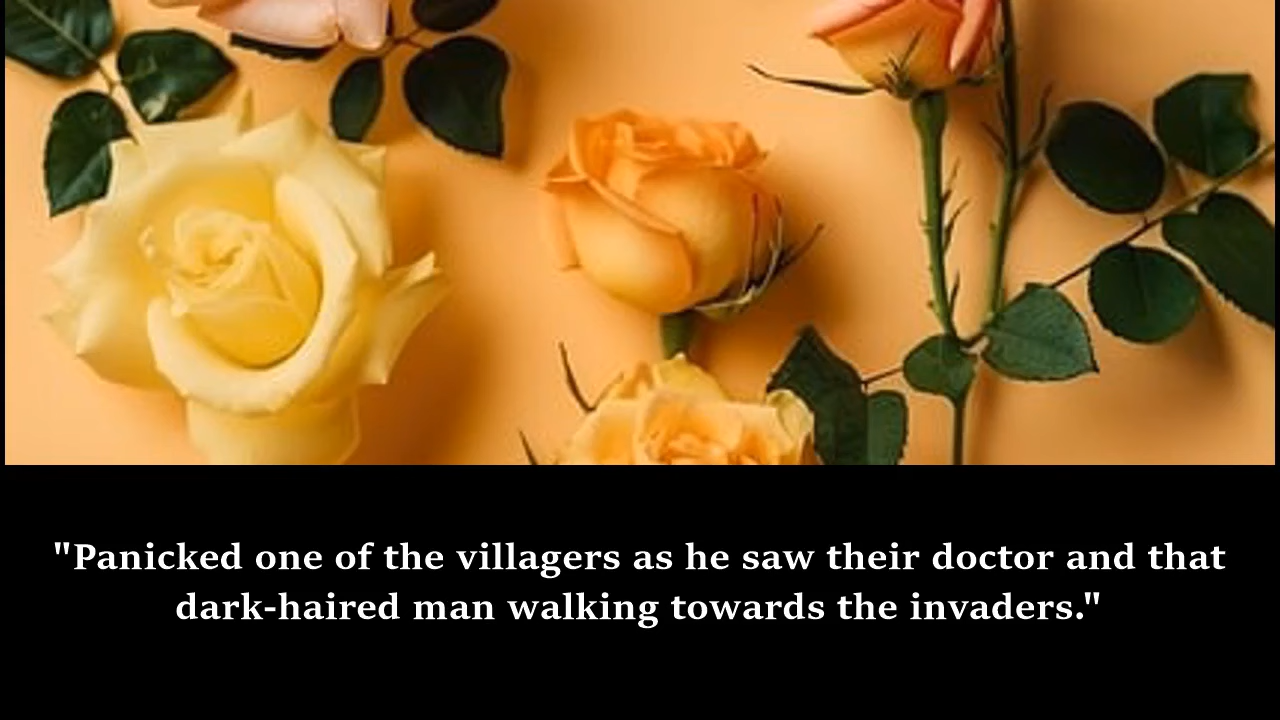 "Panicked one of the villagers as he saw their doctor and that
dark-haired man walking towards the invaders."